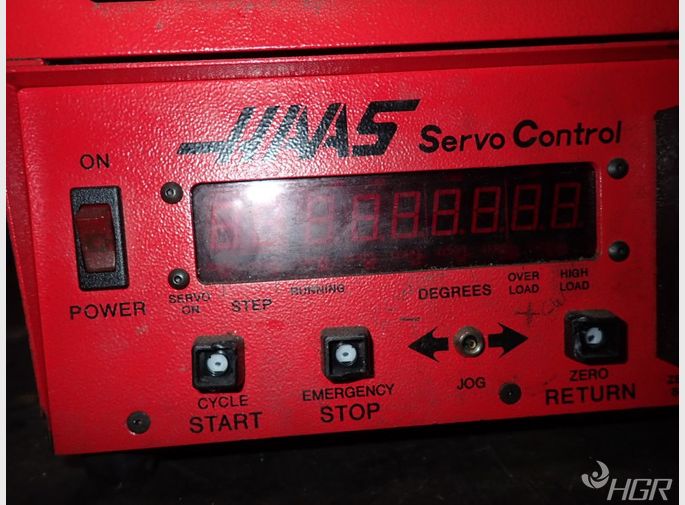 HAAS Servo Control
ON
POWER
SERVO ON
STEP
RUNNING
DEGREES
OVER LOAD
HIGH LOAD
CYCLE
START
EMERGENCY
STOP
JOG
ZERO
RETURN
HGR